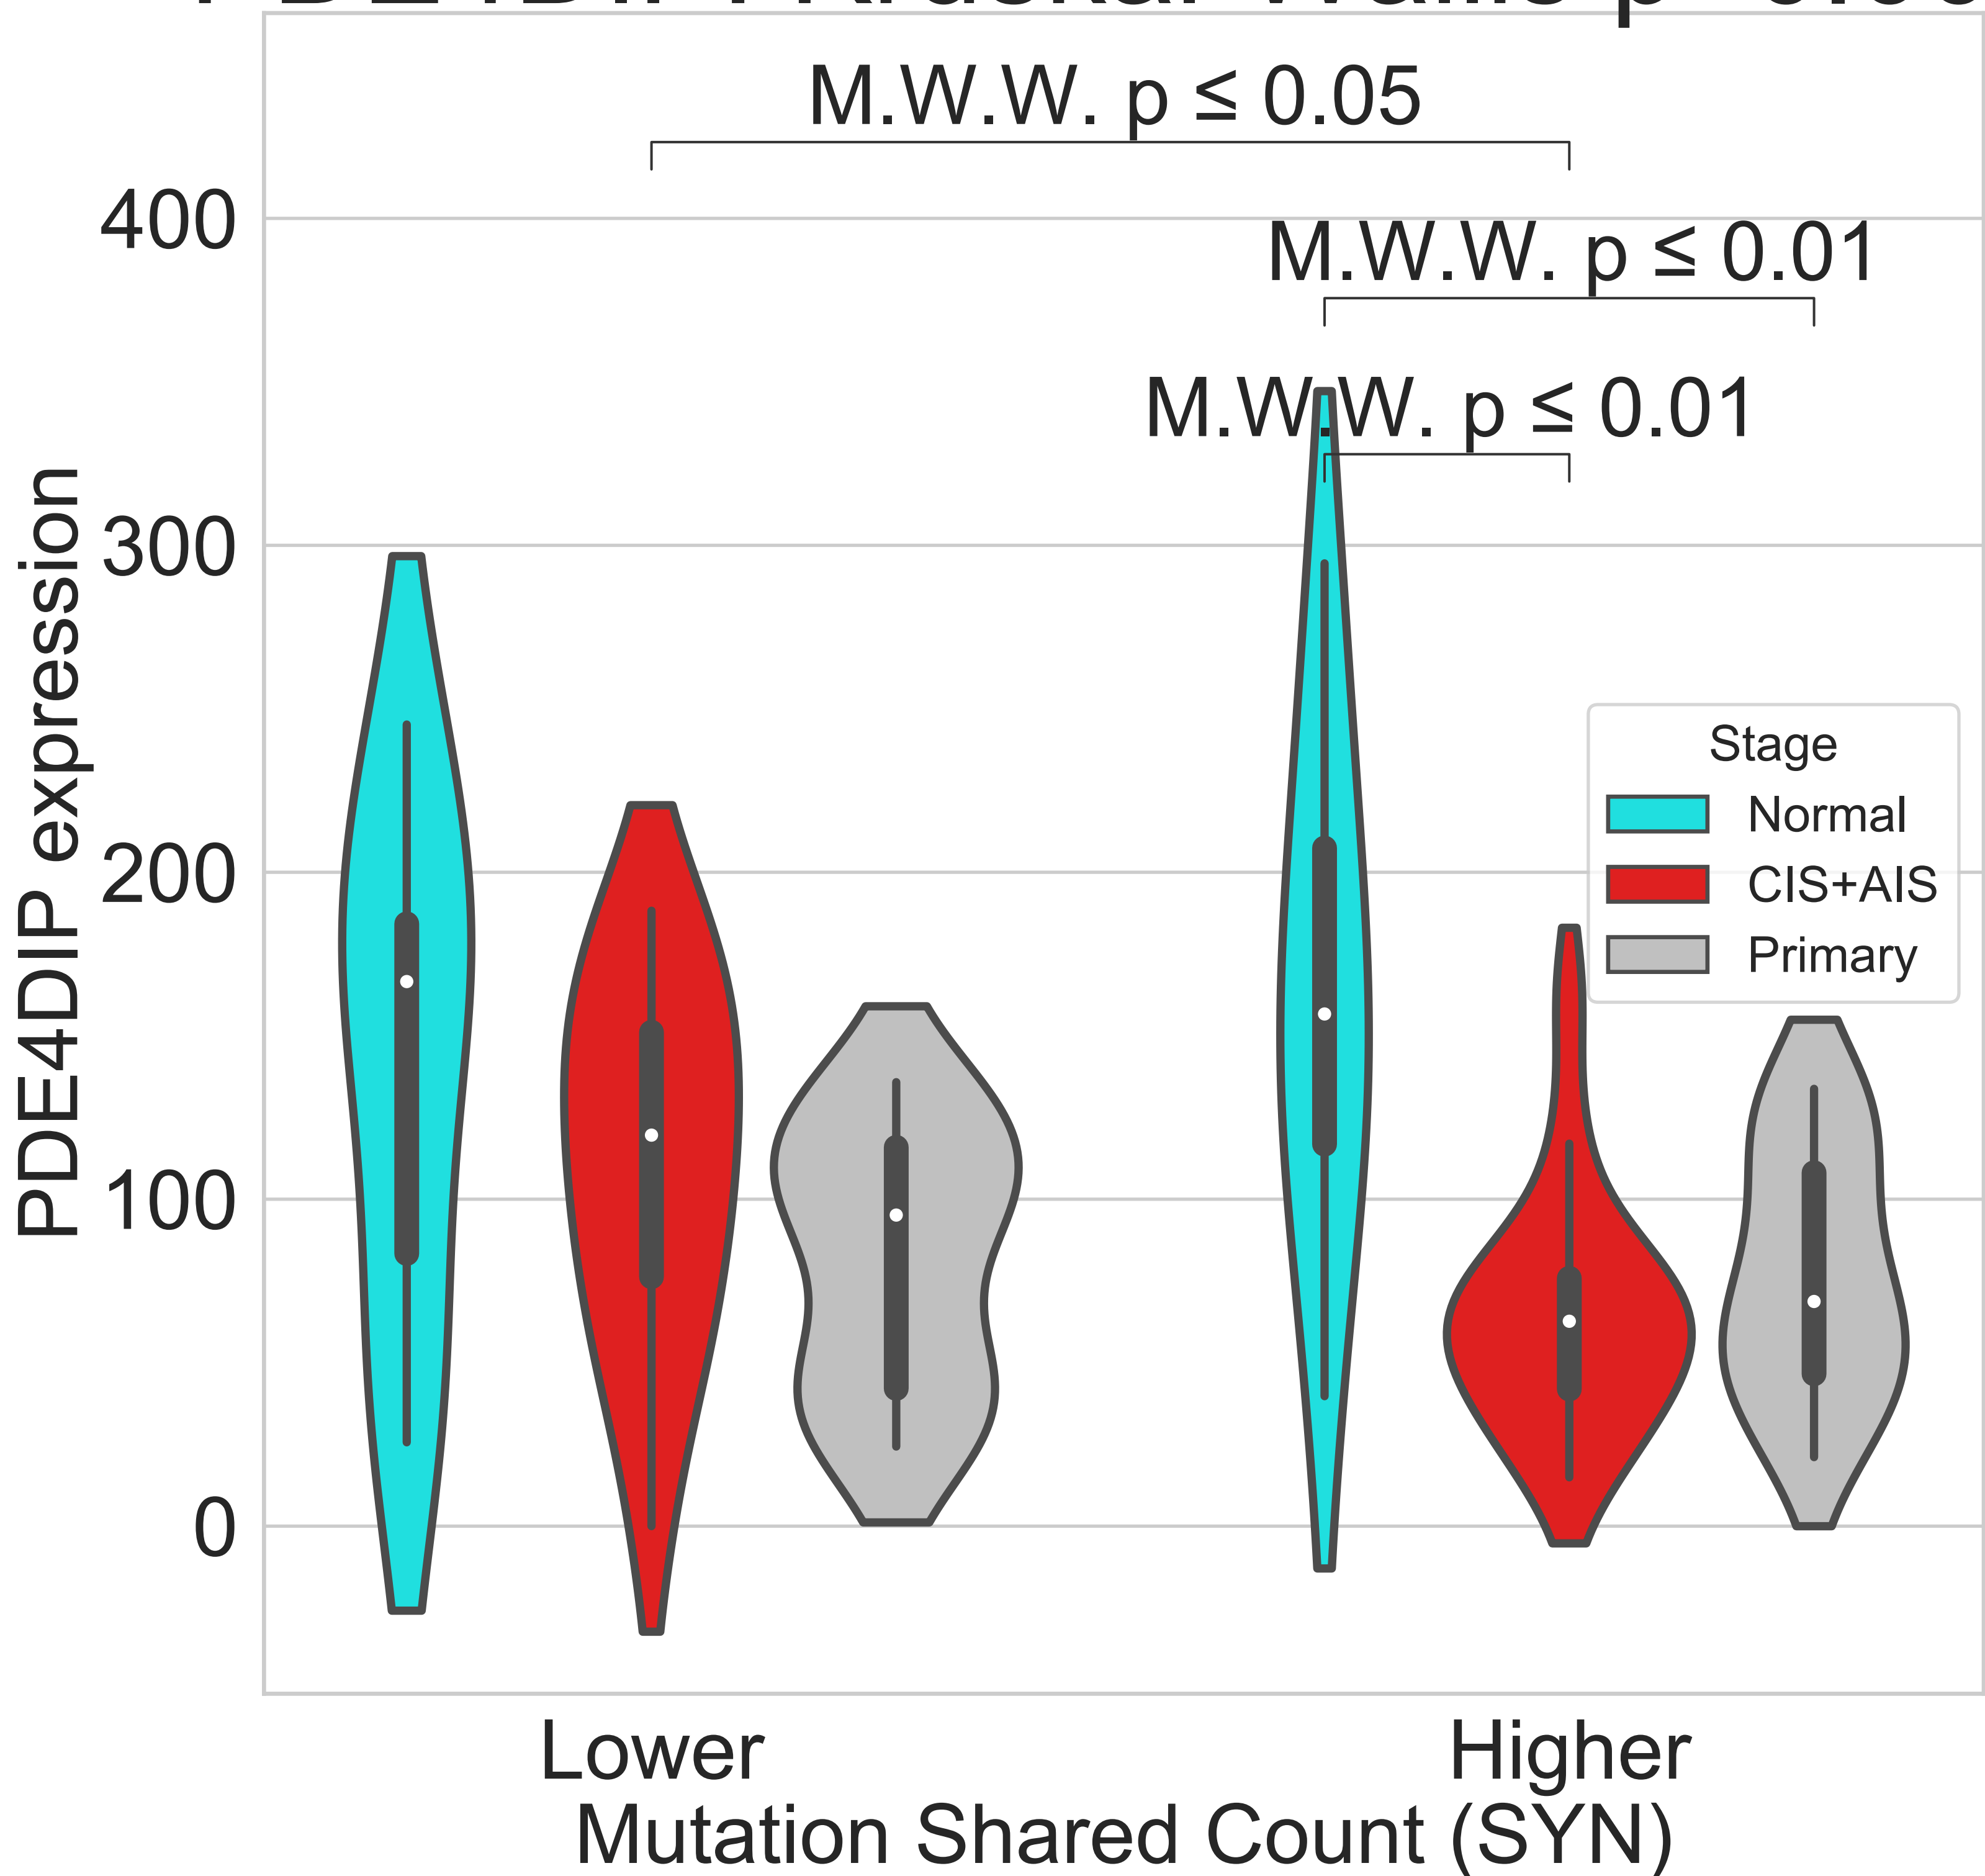 M.W.W. p ≤ 0.05
400
M.W.W. p ≤ 0.01
M.W.W. p ≤ 0.01
300
PDE4DIP expression
Stage
Normal
200
CIS+AIS
Primary
100
0
Lower
Higher
Mutation Shared Count (SYN)